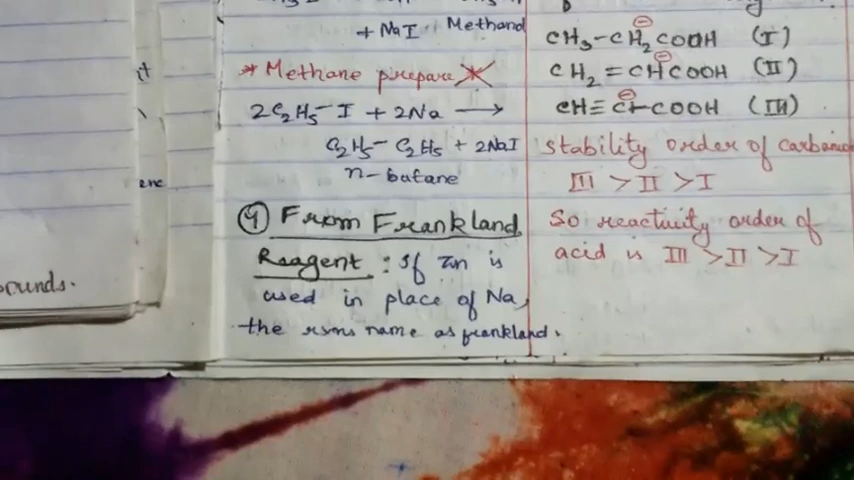 + NaI Methand
* Methane prepare
2C₂H₅-I + 2Na ⟶
C₂H₅-C₂H₅ + 2NaI
n-butane
④ From Frankland
Reagent : If Zn is
used in place of Na,
the rxns name as frankland.
CH₃-CH₂COOH (I)
CH₂=CHCOOH (II)
CH≡C-COOH (III)
stability order of carbanion
III > II > I
So reactivity order of
acid is III > II > I
ounds.